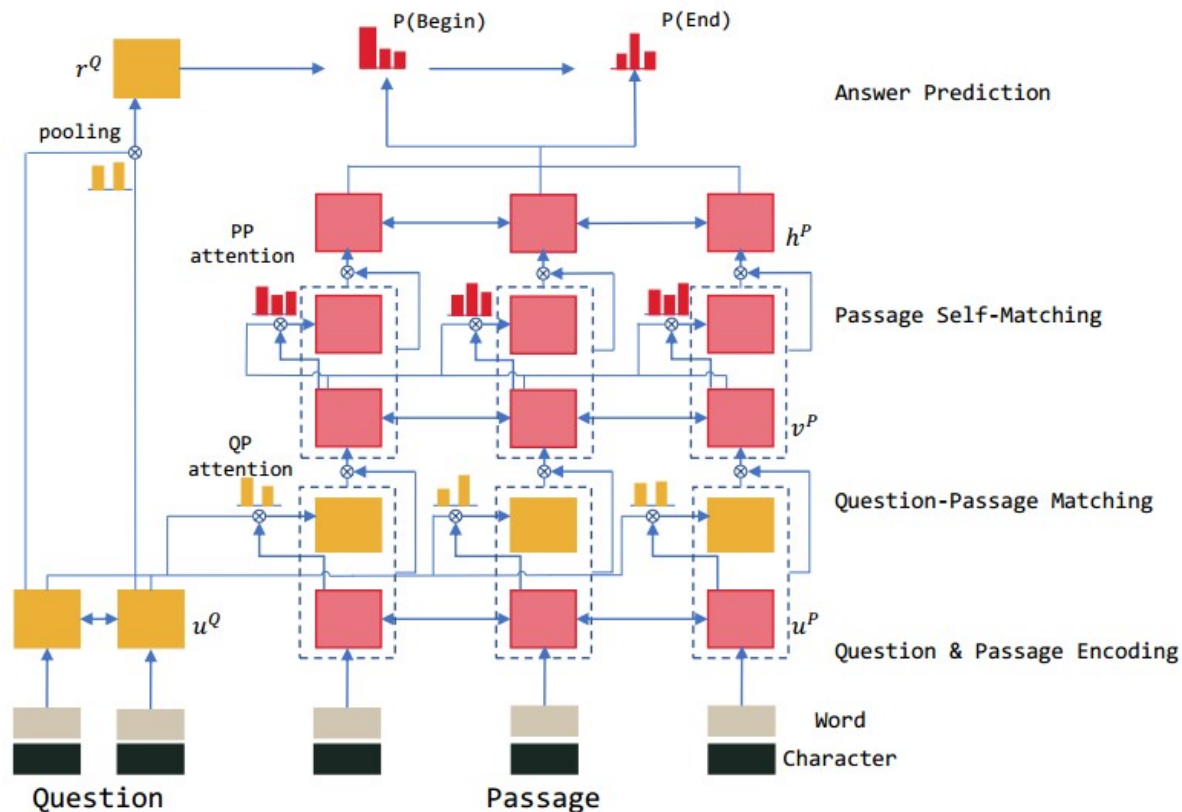 P(Begin)
P(End)
r^Q
Answer Prediction
pooling
PP
attention
h^P
Passage Self-Matching
QP
attention
v^P
Question-Passage Matching
u^Q
u^P
Question & Passage Encoding
Word
Character
Question
Passage